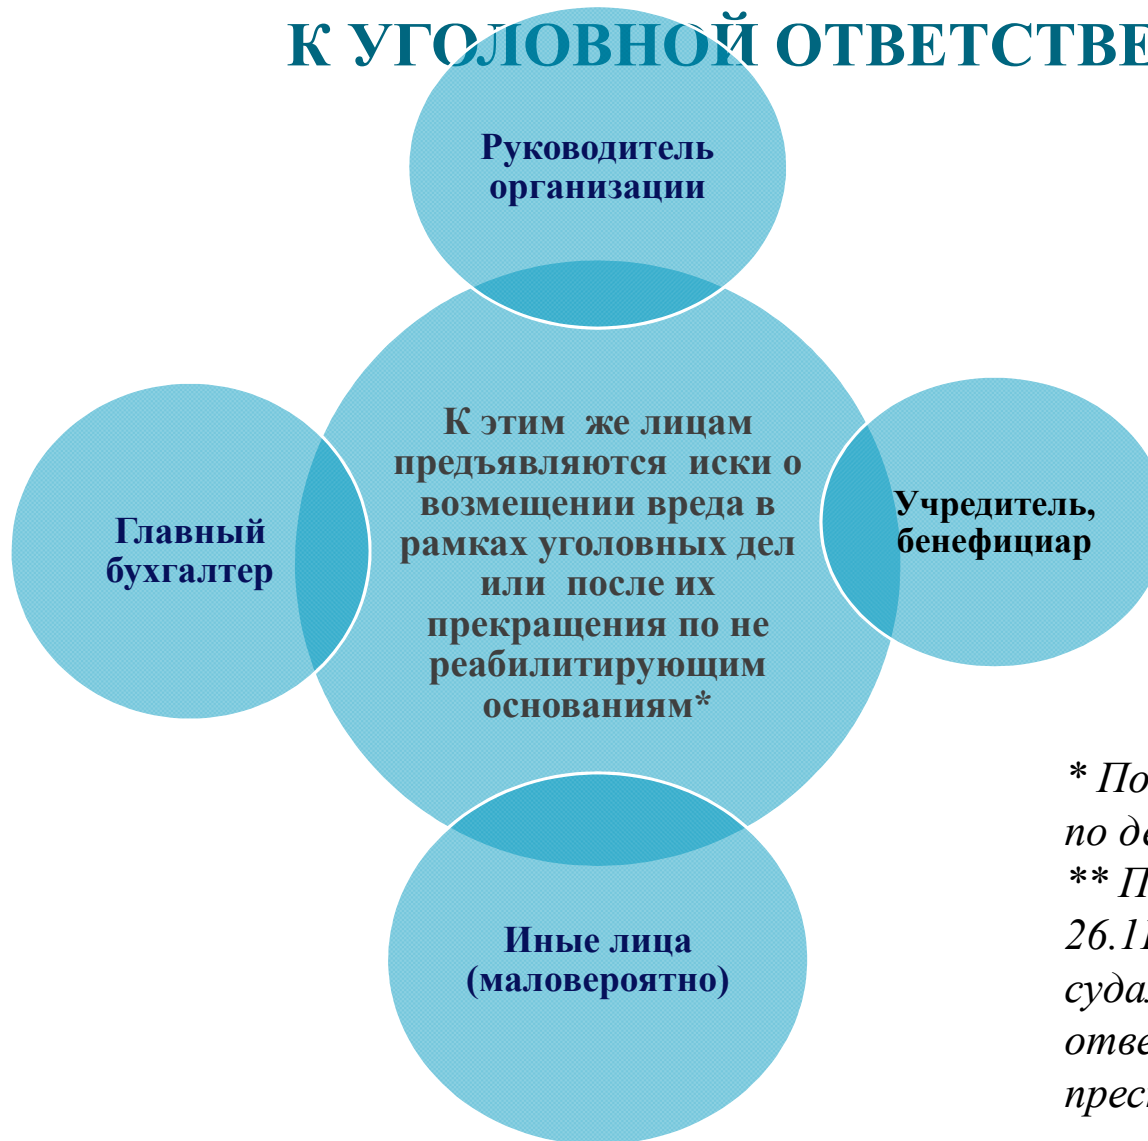 К УГОЛОВНОЙ ОТВЕТСТВЕ
Руководитель
организации
К этим же лицам
предъявляются иски о
возмещении вреда в
рамках уголовных дел
или после их
прекращения по не
реабилитирующим
основаниям*
Главный
бухгалтер
Учредитель,
бенефициар
Иные лица
(маловероятно)
* По
по де
** П
26.11
суда
отве
прес